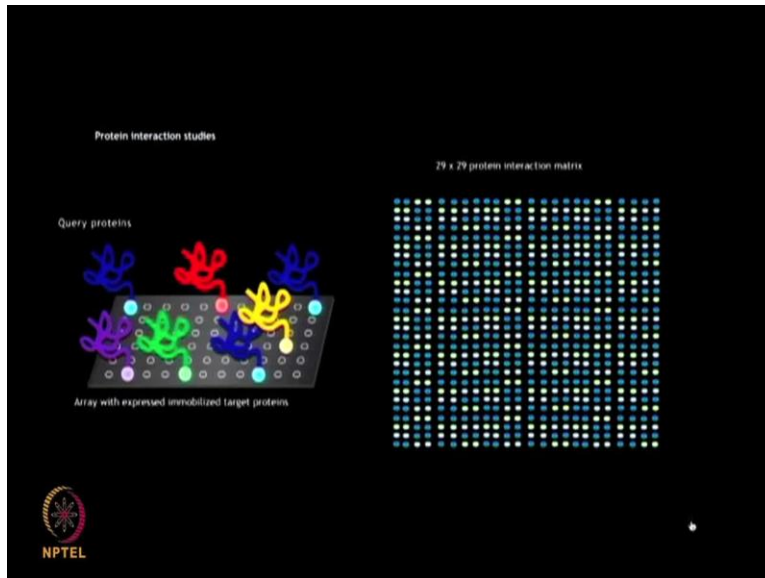 Protein interaction studies
29 x 29 protein interaction matrix
Query proteins
Array with expressed immobilized target proteins
NPTEL